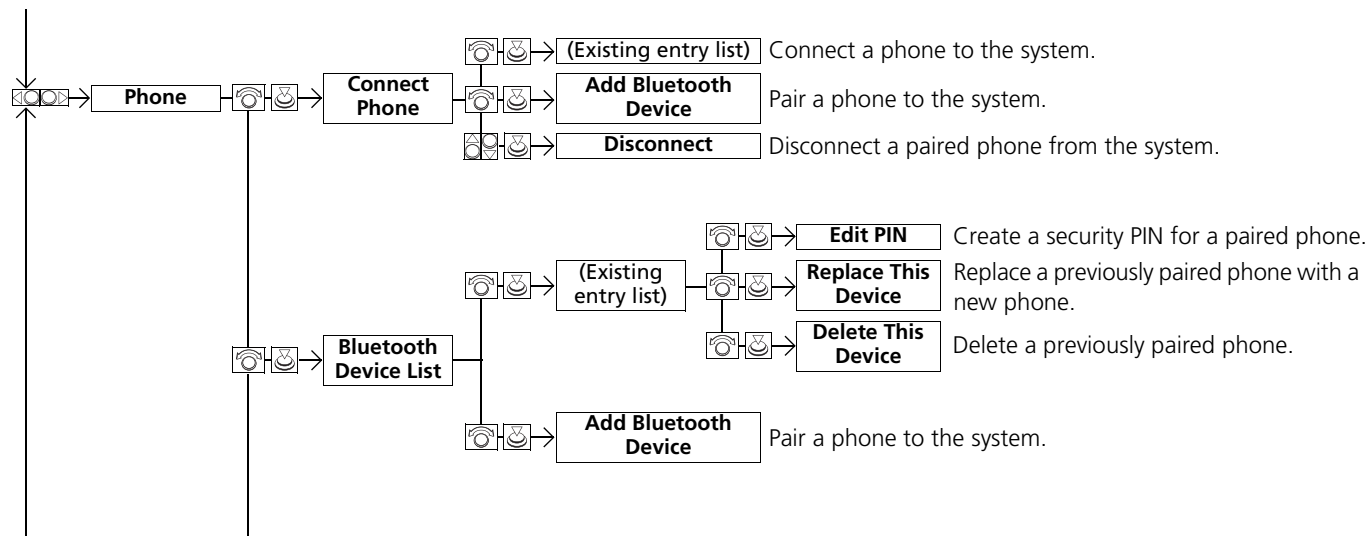 (Existing entry list) Connect a phone to the system.
Phone
Connect
Phone
Add Bluetooth
Device
Pair a phone to the system.
Disconnect
Disconnect a paired phone from the system.
Edit PIN
Create a security PIN for a paired phone.
(Existing
entry list)
Replace This
Device
Replace a previously paired phone with a
new phone.
Delete This
Device
Delete a previously paired phone.
Bluetooth
Device List
Add Bluetooth
Device
Pair a phone to the system.